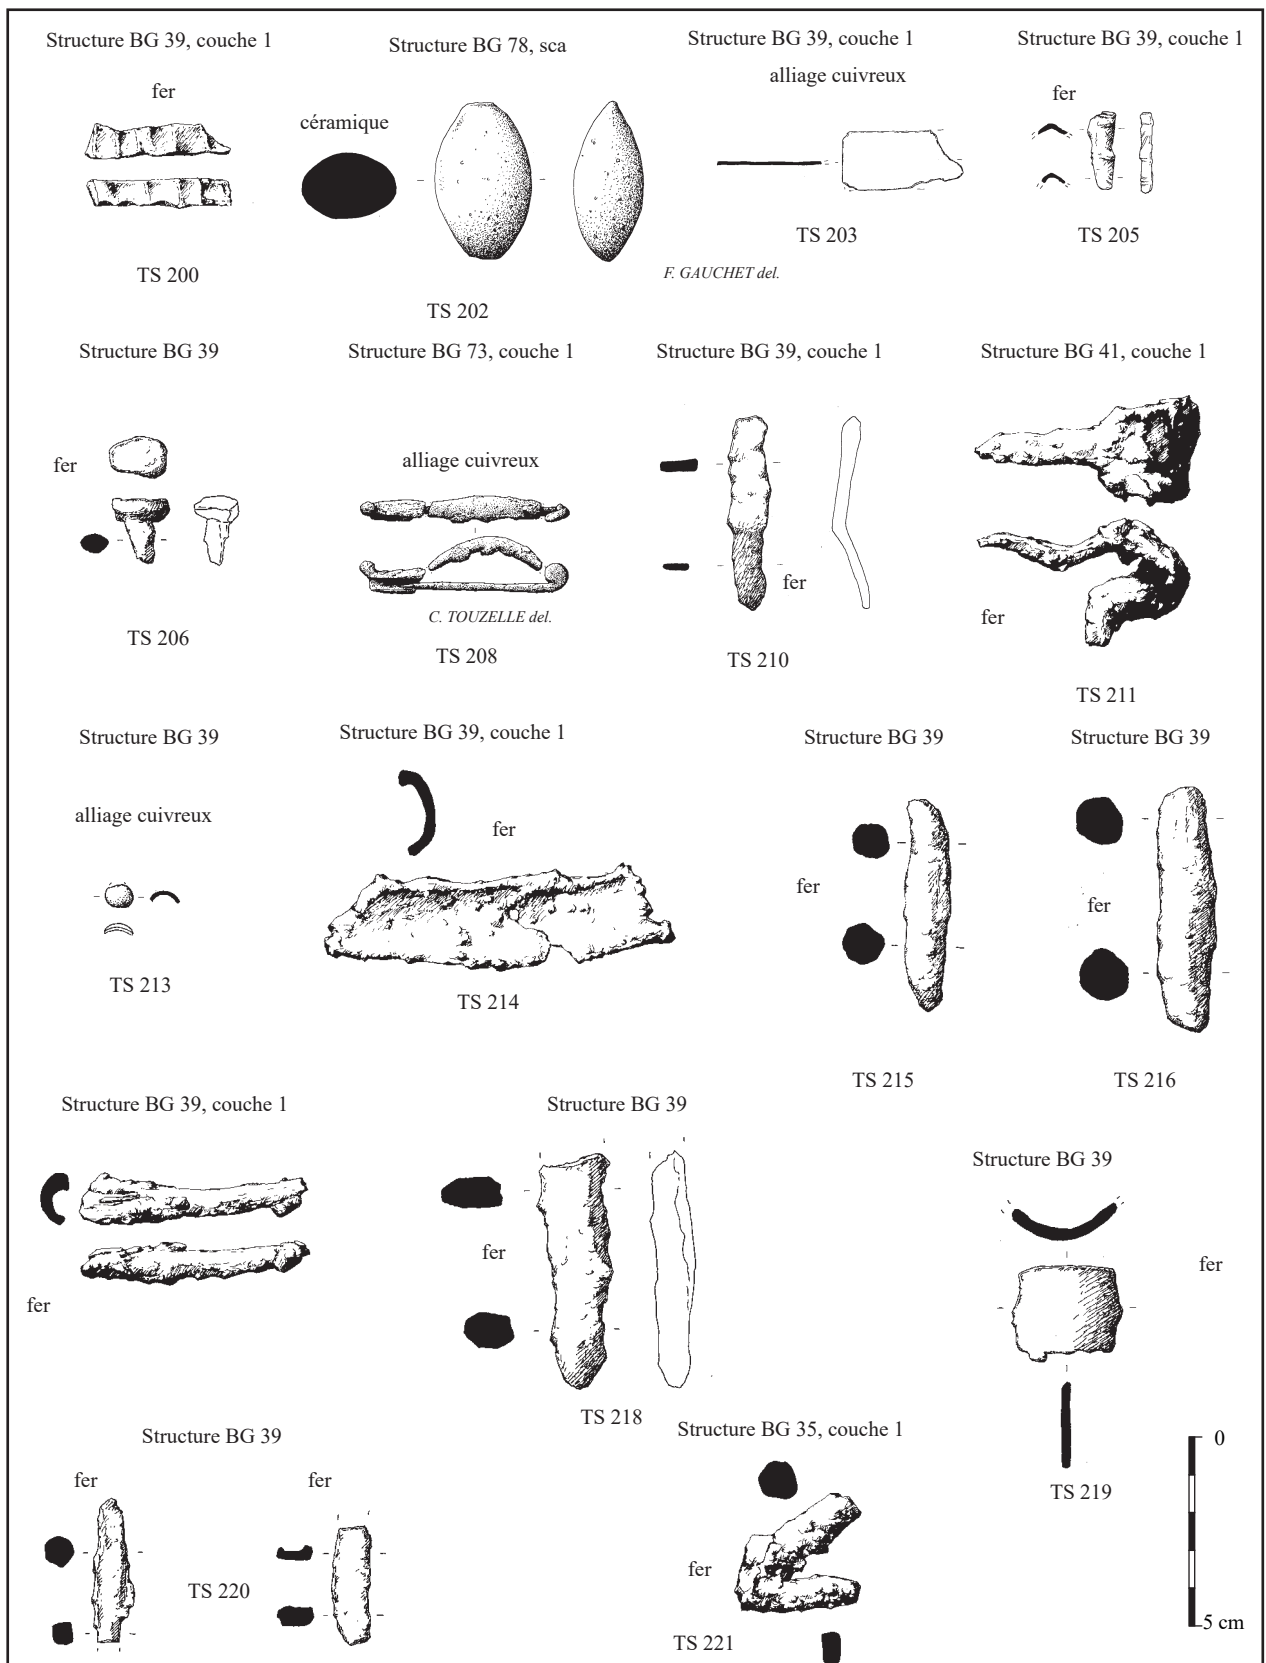 Structure BG 39, couche 1
fer
TS 200
Structure BG 78, sca
céramique
TS 202
Structure BG 39, couche 1
alliage cuivreux
TS 203
F. GAUCHET del.
Structure BG 39, couche 1
fer
TS 205
Structure BG 39
fer
TS 206
Structure BG 73, couche 1
alliage cuivreux
C. TOUZELLE del.
TS 208
Structure BG 39, couche 1
fer
TS 210
Structure BG 41, couche 1
fer
TS 211
Structure BG 39
alliage cuivreux
TS 213
Structure BG 39, couche 1
fer
TS 214
Structure BG 39
fer
TS 215
Structure BG 39
fer
TS 216
Structure BG 39, couche 1
fer
Structure BG 39
fer
TS 218
Structure BG 39
fer
TS 219
Structure BG 39
fer
fer
TS 220
Structure BG 35, couche 1
fer
TS 221
0
5 cm